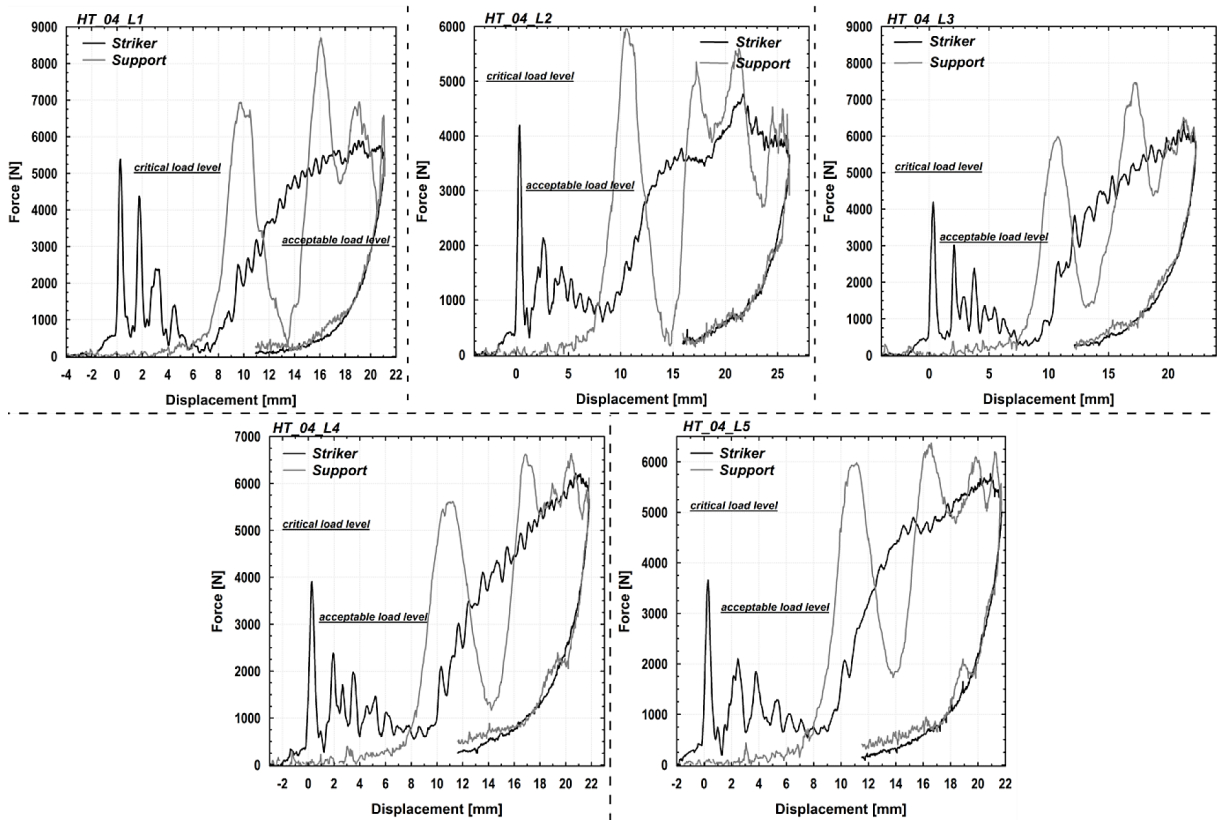 HT_04_L1
Striker
Support
critical load level
acceptable load level
Force [N]
9000
8000
7000
6000
5000
4000
3000
2000
1000
0
-4 -2 0 2 4 6 8 10 12 14 16 18 20 22
Displacement [mm]
HT_04_L2
Striker
Support
critical load level
acceptable load level
Force [N]
6000
5000
4000
3000
2000
1000
0
0 5 10 15 20 25
Displacement [mm]
HT_04_L3
Striker
Support
critical load level
acceptable load level
Force [N]
9000
8000
7000
6000
5000
4000
3000
2000
1000
0
0 5 10 15 20
Displacement [mm]
HT_04_L4
Striker
Support
critical load level
acceptable load level
Force [N]
7000
6000
5000
4000
3000
2000
1000
0
-2 0 2 4 6 8 10 12 14 16 18 20 22
Displacement [mm]
HT_04_L5
Striker
Support
critical load level
acceptable load level
Force [N]
6000
5000
4000
3000
2000
1000
0
-2 0 2 4 6 8 10 12 14 16 18 20 22
Displacement [mm]